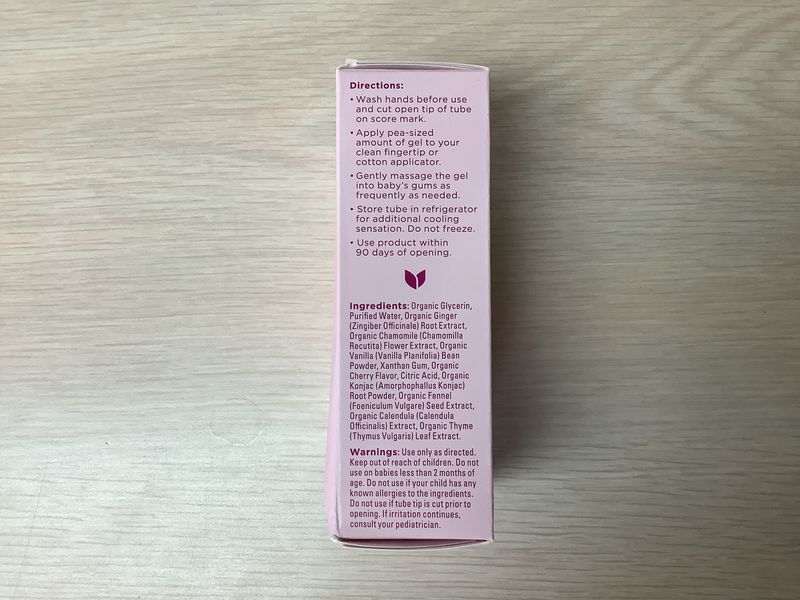 Directions:
• Wash hands before use
and cut open tip of tube
on score mark.
• Apply pea-sized
amount of gel to your
clean fingertip or
cotton applicator.
• Gently massage the gel
into baby's gums as
frequently as needed.
• Store tube in refrigerator
for additional cooling
sensation. Do not freeze.
• Use product within
90 days of opening.
Ingredients: Organic Glycerin,
Purified Water, Organic Ginger
(Zingiber Officinale) Root Extract,
Organic Chamomile (Chamomilla
Recutita) Flower Extract, Organic
Vanilla (Vanilla Planifolia) Bean
Powder, Xanthan Gum, Organic
Cherry Flavor, Citric Acid, Organic
Konjac (Amorphophallus Konjac)
Root Powder, Organic Fennel
(Foeniculum Vulgare) Seed Extract,
Organic Calendula (Calendula
Officinalis) Extract, Organic Thyme
(Thymus Vulgaris) Leaf Extract.
Warnings: Use only as directed.
Keep out of reach of children. Do not
use on babies less than 2 months of
age. Do not use if your child has any
known allergies to the ingredients.
Do not use if tube tip is cut prior to
opening. If irritation continues,
consult your pediatrician.